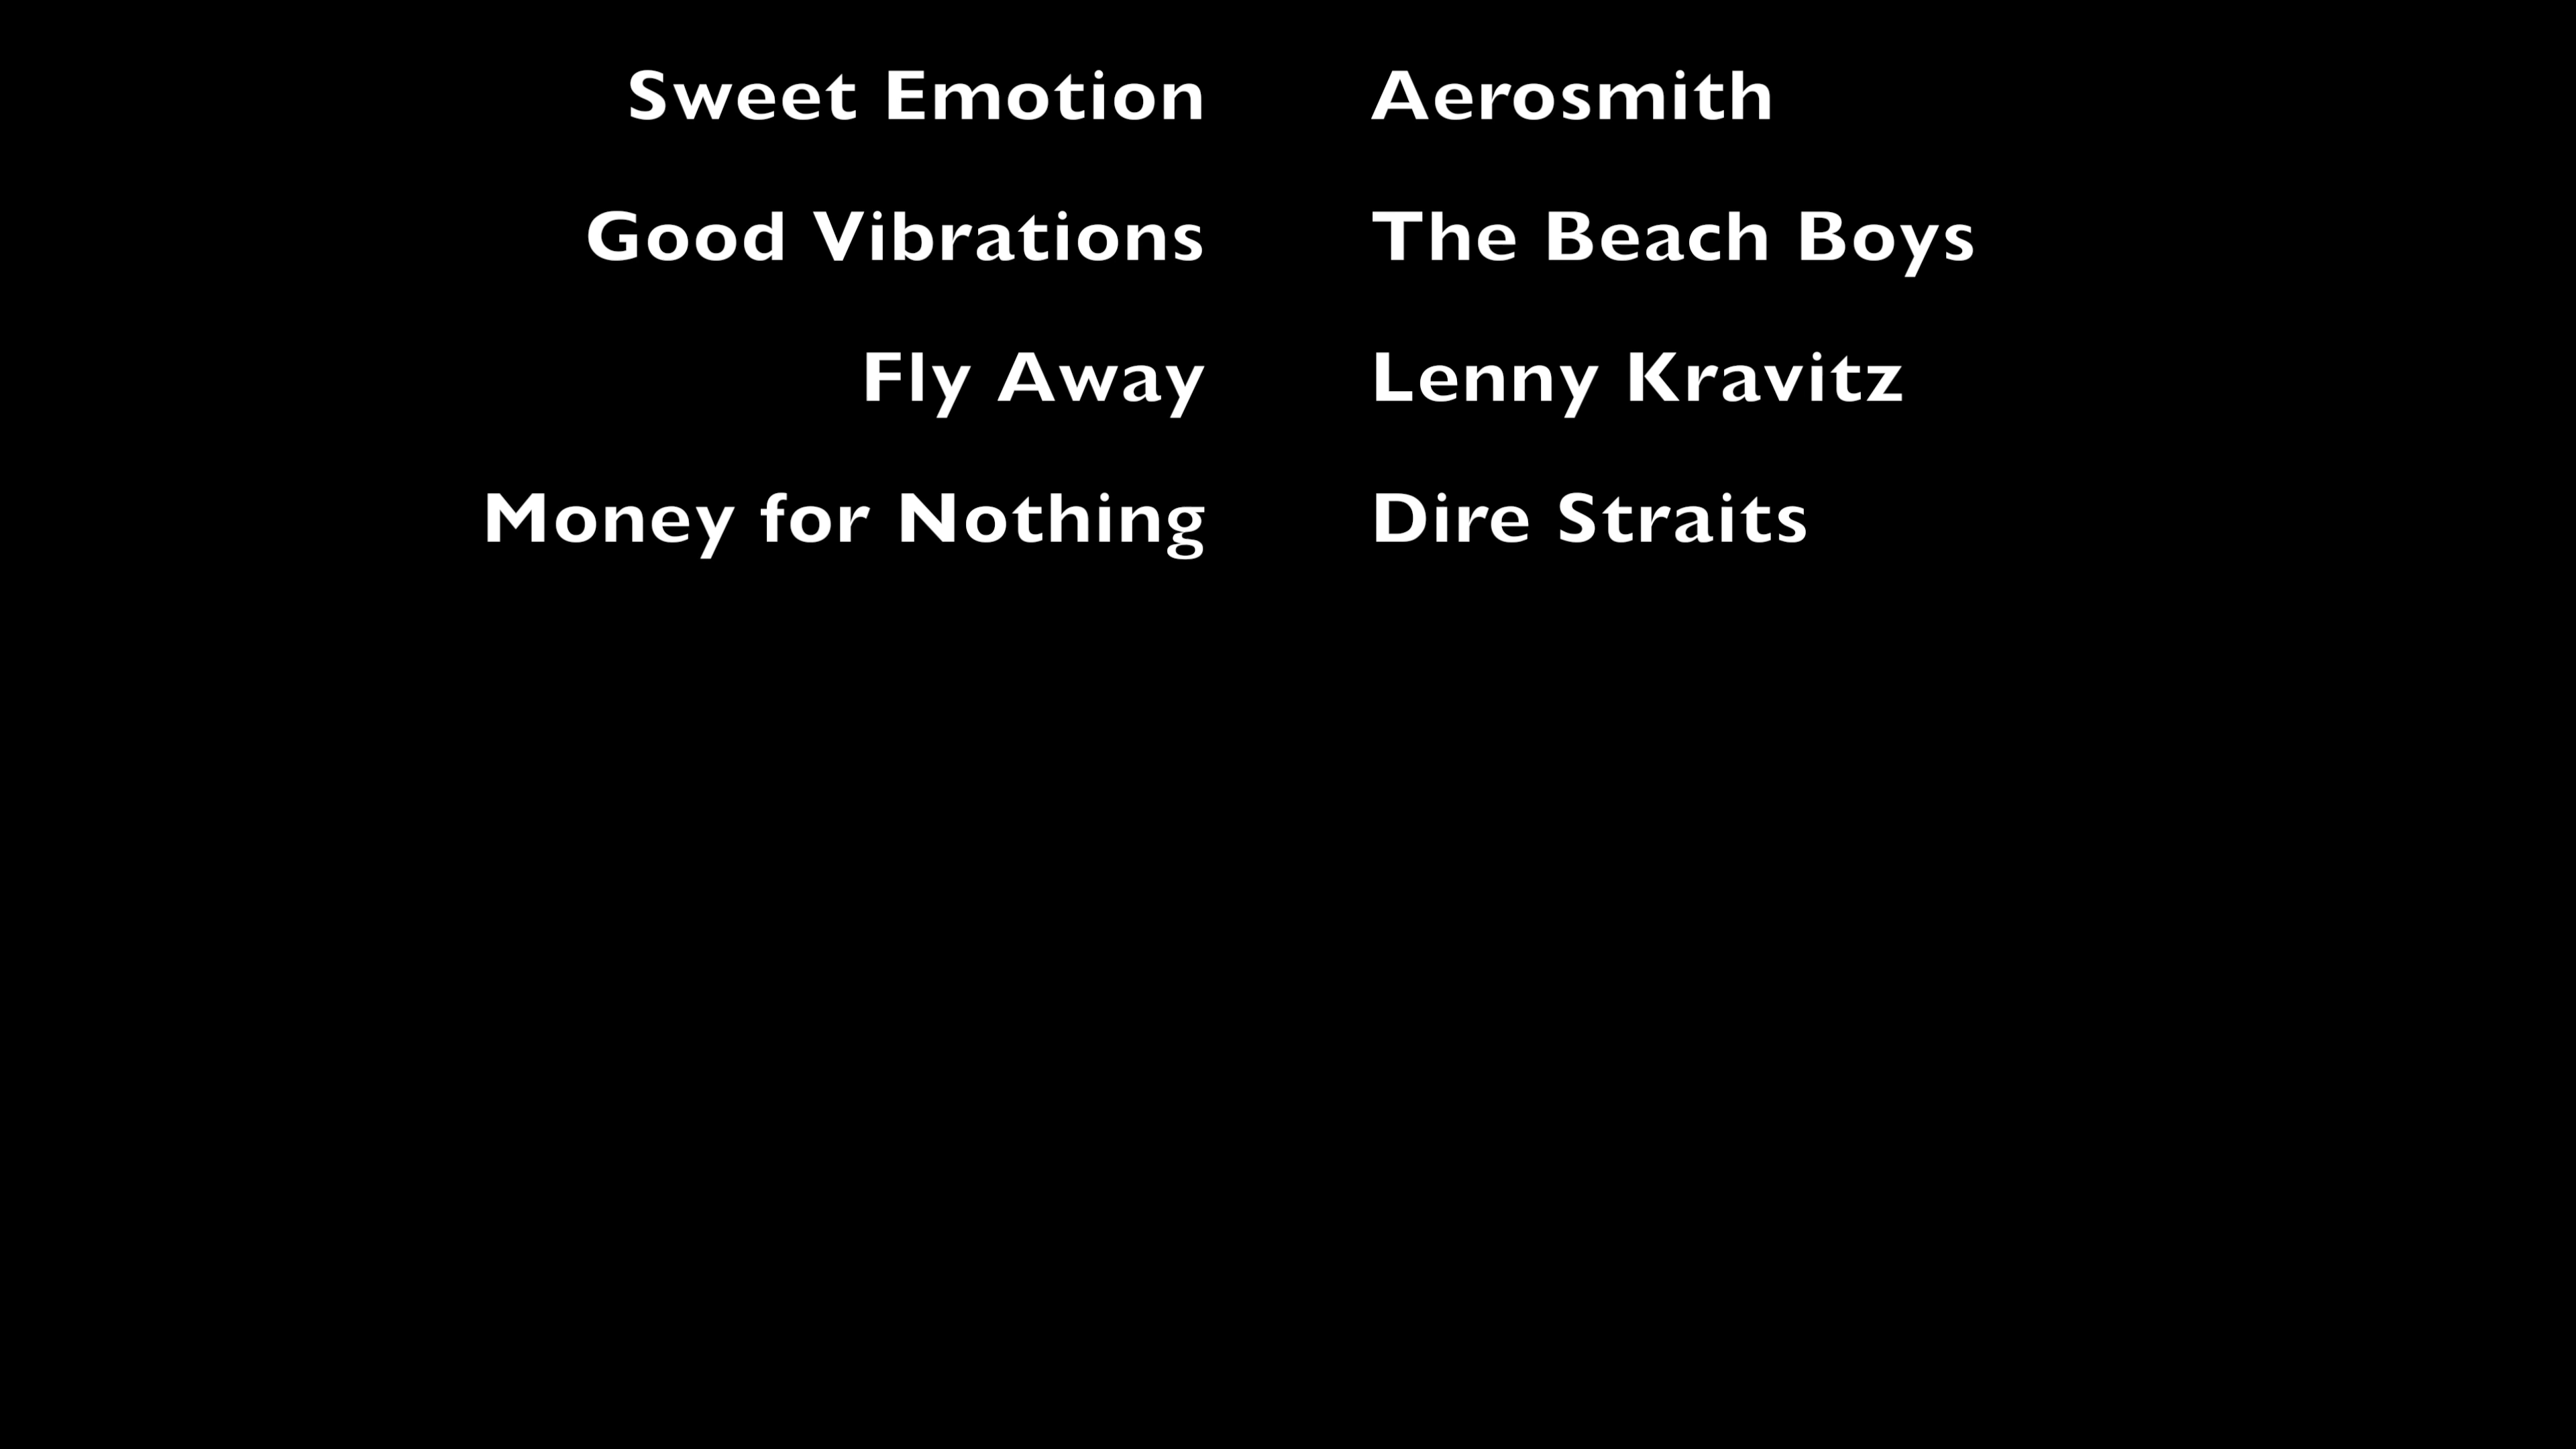 Sweet Emotion Aerosmith
Good Vibrations The Beach Boys
Fly Away Lenny Kravitz
Money for Nothing Dire Straits